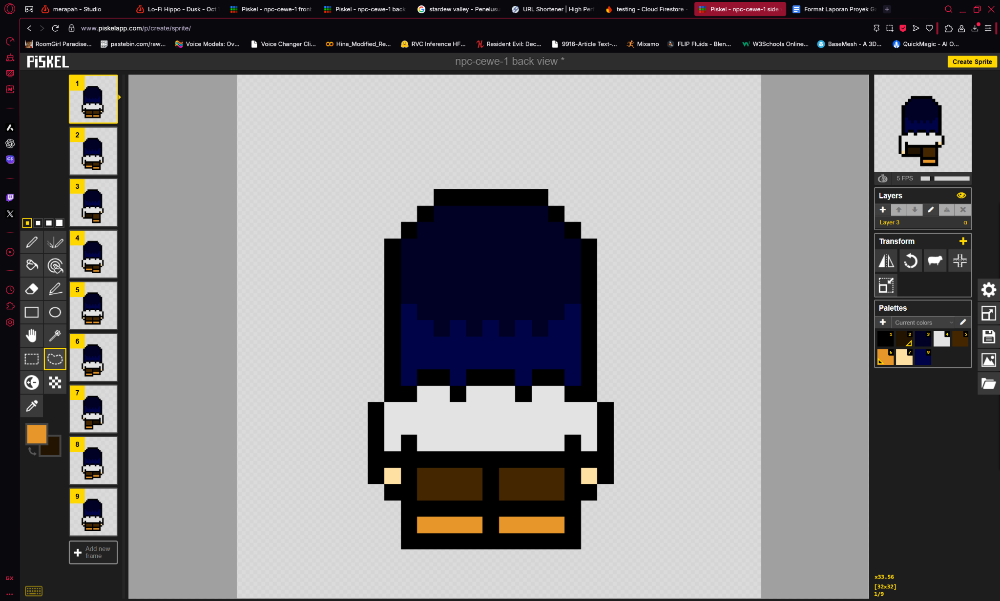 merapah - Studio
Lo-Fi Hippo - Dusk - Oct
Piskel - npc-cewe-1 front
Piskel - npc-cewe-1 back
stardew valley - Penelusu
URL Shortener | High Per
testing - Cloud Firestore -
Piskel - npc-cewe-1 side
Format Laporan Proyek Ga
www.piskelapp.com/p/create/sprite/
RoomGirl Paradise...
pastebin.com/raw...
Voice Models: Ov...
Voice Changer Cli...
Hina_Modified_Re...
RVC Inference HF...
Resident Evil: Dec...
9916-Article Text-...
Mixamo
FLIP Fluids - Blen...
W3Schools Online...
BaseMesh - A 3D...
QuickMagic - AI O...
PiSKEL
npc-cewe-1 back view *
Create Sprite
1
2
3
4
5
6
7
8
9
Add new
frame
5 FPS
Layers
Layer 3
α
Transform
Palettes
Current colors
1
2
3
4
5
6
7
8
M
CS
GX
x33.56
[32x32]
1/9